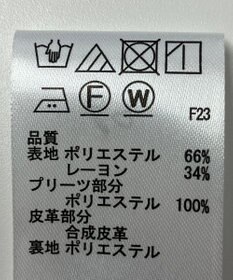 F W F23
品質
表地 ポリエステル 66%
レーヨン 34%
プリーツ部分
ポリエステル 100%
皮革部分
合成皮革
裏地 ポリエステル